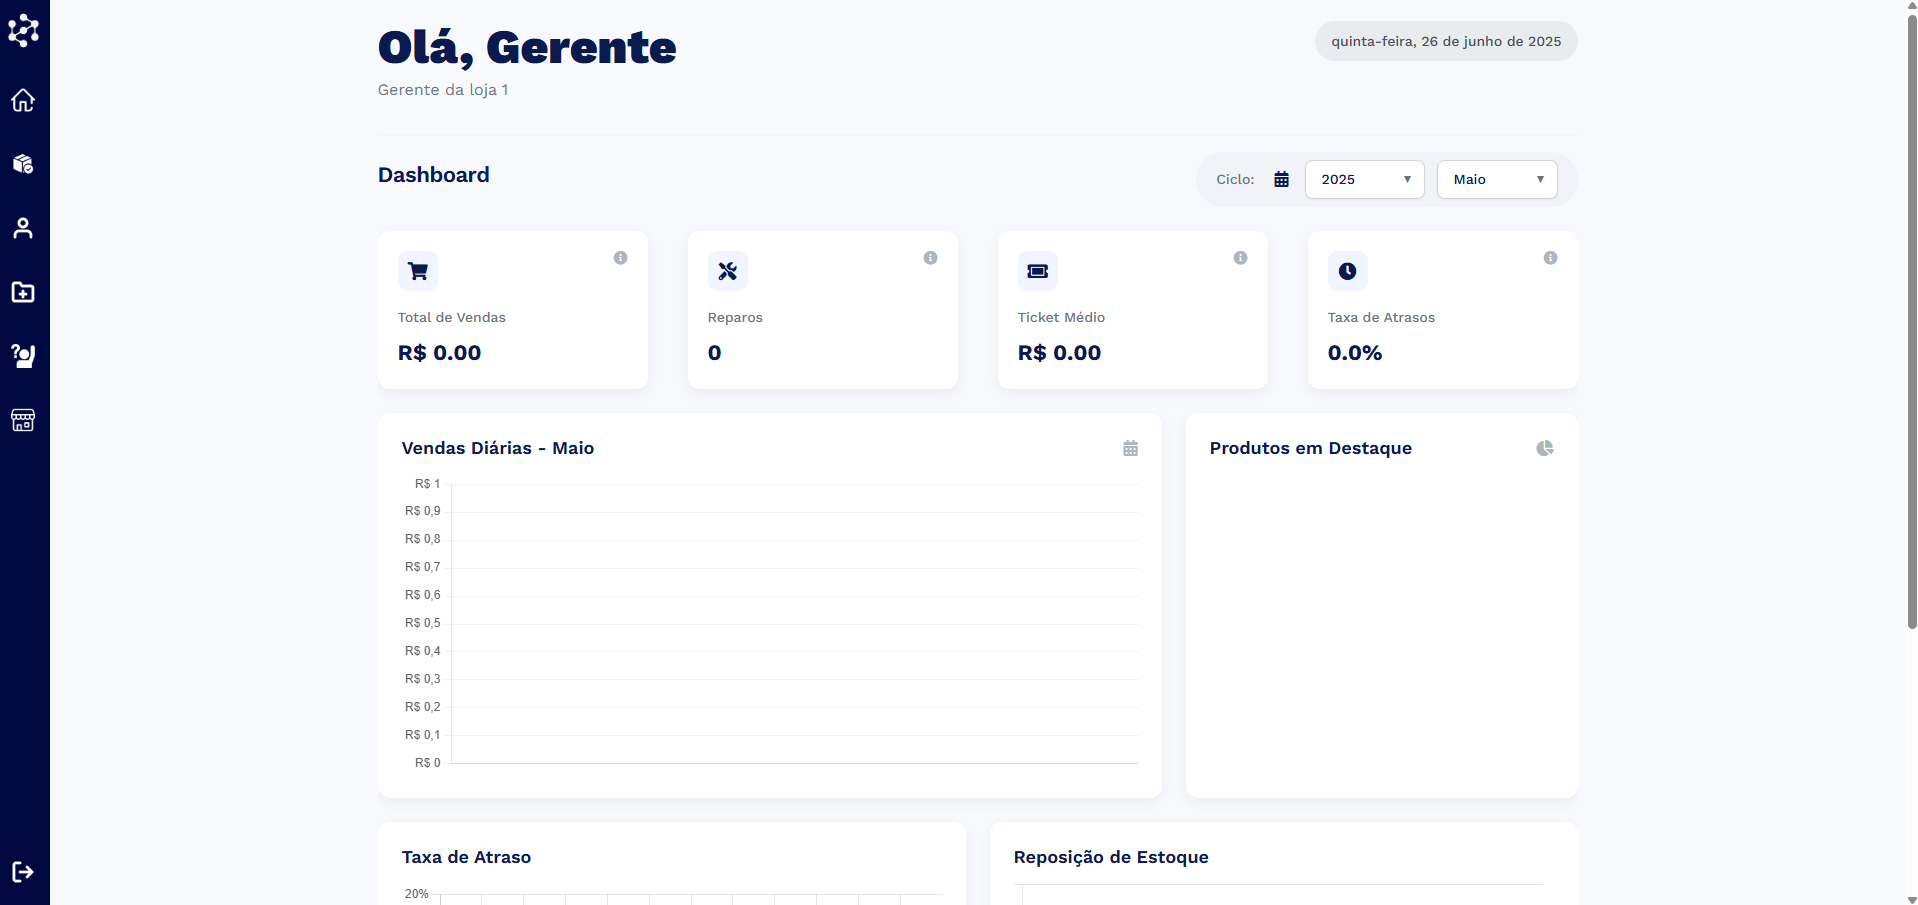 Olá, Gerente
quinta-feira, 26 de junho de 2025
Gerente da loja 1
Dashboard
Ciclo:
2025
Maio
Total de Vendas
R$ 0.00
Reparos
0
Ticket Médio
R$ 0.00
Taxa de Atrasos
0.0%
Vendas Diárias - Maio
R$ 1
R$ 0,9
R$ 0,8
R$ 0,7
R$ 0,6
R$ 0,5
R$ 0,4
R$ 0,3
R$ 0,2
R$ 0,1
R$ 0
Produtos em Destaque
Taxa de Atraso
20%
Reposição de Estoque